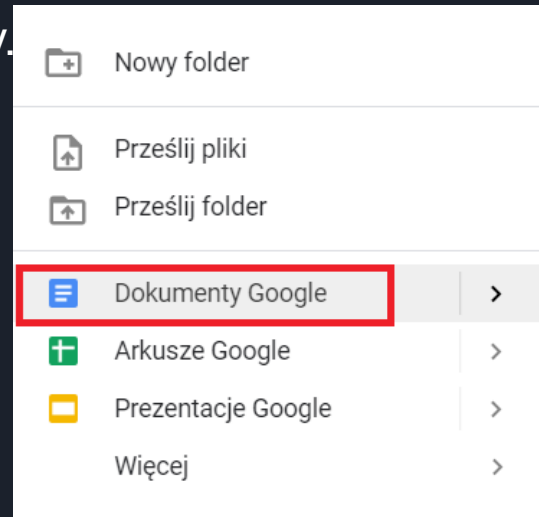 Nowy folder
Prześlij pliki
Prześlij folder
Dokumenty Google
Arkusze Google
Prezentacje Google
Więcej